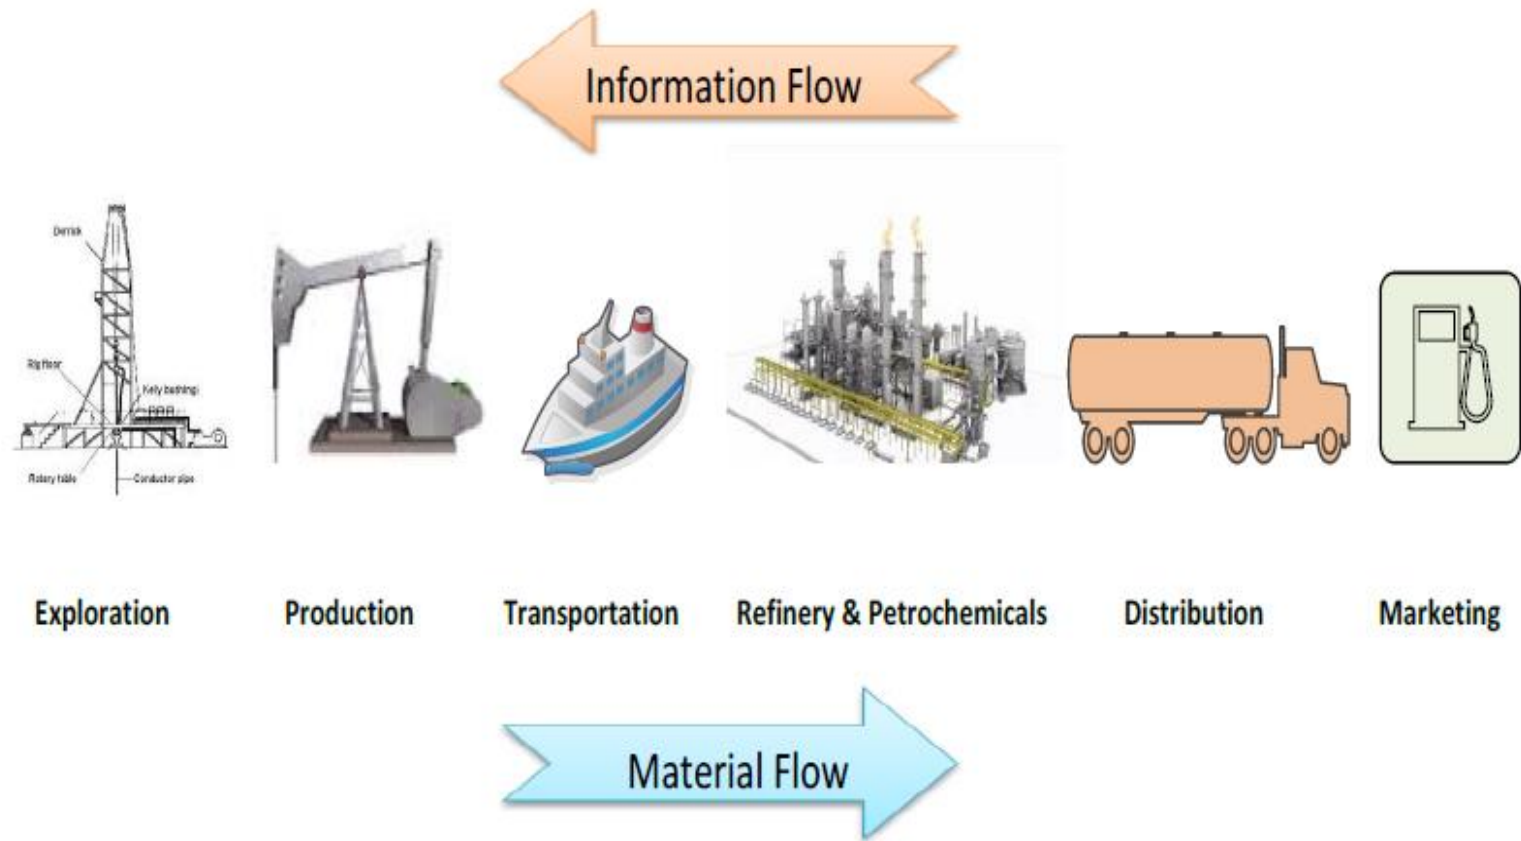 Information Flow
Derrick
Rig floor
Kelly bushing
Rotary table
Conductor pipe
Exploration
Production
Transportation
Refinery & Petrochemicals
Distribution
Marketing
Material Flow